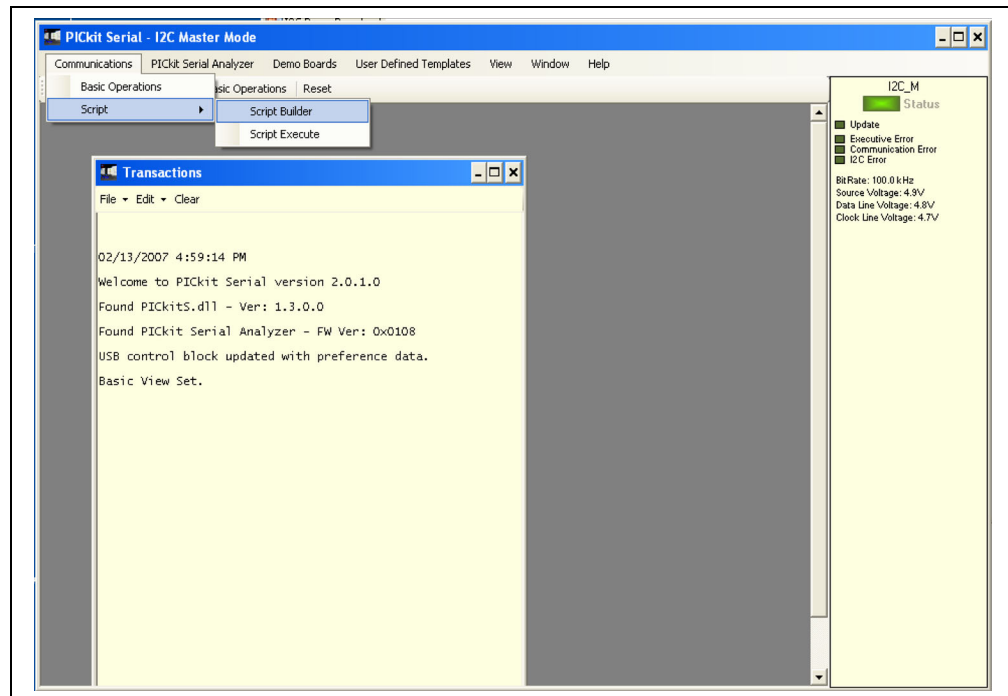 PICkit Serial - I2C Master Mode
Communications PICkit Serial Analyzer Demo Boards User Defined Templates View Window Help
Basic Operations
Operations Reset
Script
Script Builder
Script Execute
Transactions
File Edit Clear
02/13/2007 4:59:14 PM
Welcome to PICkit Serial version 2.0.1.0
Found PICkitS.dll - Ver: 1.3.0.0
Found PICkit Serial Analyzer - FW Ver: 0x0108
USB control block updated with preference data.
Basic View Set.
I2C_M
Status
Update
Executive Error
Communication Error
I2C Error
BitRate: 100.0 kHz
Source Voltage: 4.9V
Data Line Voltage: 4.8V
Clock Line Voltage: 4.7V